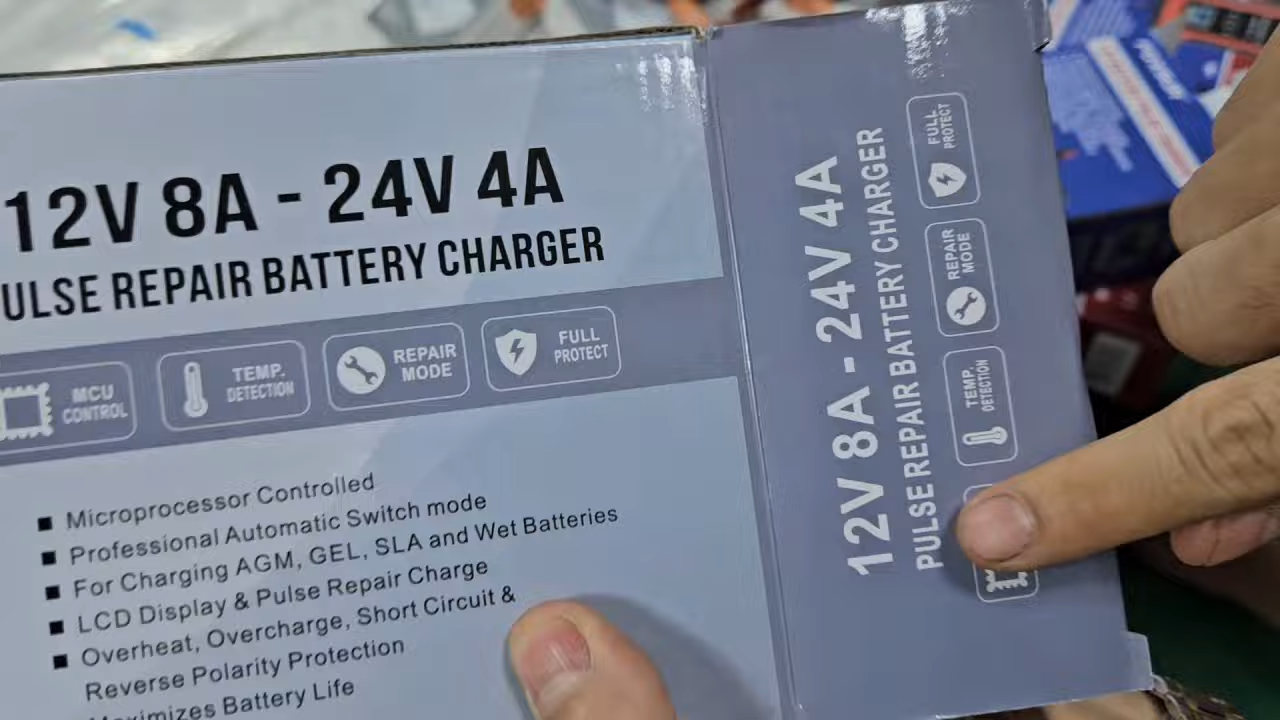 12V 8A - 24V 4A
ULSE REPAIR BATTERY CHARGER
MCU
CONTROL
TEMP.
DETECTION
REPAIR
MODE
FULL
PROTECT
■ Microprocessor Controlled
■ Professional Automatic Switch mode
■ For Charging AGM, GEL, SLA and Wet Batteries
■ LCD Display & Pulse Repair Charge
■ Overheat, Overcharge, Short Circuit &
Reverse Polarity Protection
Maximizes Battery Life
12V 8A - 24V 4A
PULSE REPAIR BATTERY CHARGER
TEMP.
DETECTION
REPAIR
MODE
FULL
PROTECT